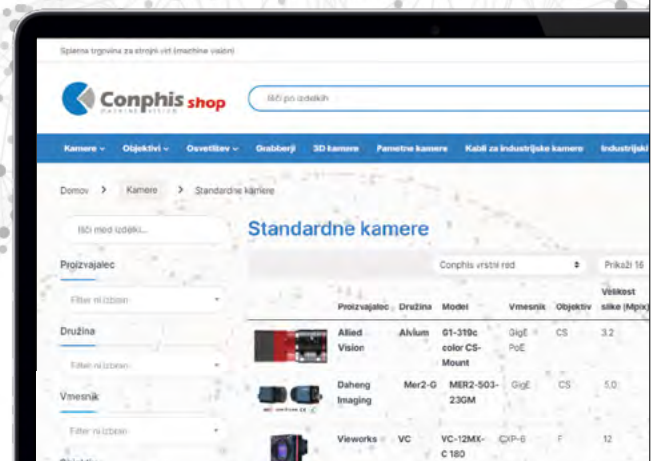 Spletna trgovina za strojni vid (machine vision)
Conphis shop
MACHINE VISION
Išči po izdelkih
Kamere Objektivi Osvetlitev Grabberji 3D kamere Pametne kamere Kabli za industrijske kamere Industrijski
Domov > Kamere > Standardne kamere
Išči med izdelki...
Standardne kamere
Proizvajalec
Conphis vrstni red
Prikaži 16
Filter ni izbran
Proizvajalec Družina Model Vmesnik Objektiv Velikost slike (Mpix)
Družina
Allied Vision Alvium G1-319c color CS-Mount GigE PoE CS 3.2
Filter ni izbran
Vmesnik
Daheng Imaging Mer2-G MER2-503-23GM GigE CS 5.0
Filter ni izbran
Vieworks VC VC-12MX-C 180 CXP-6 F 12